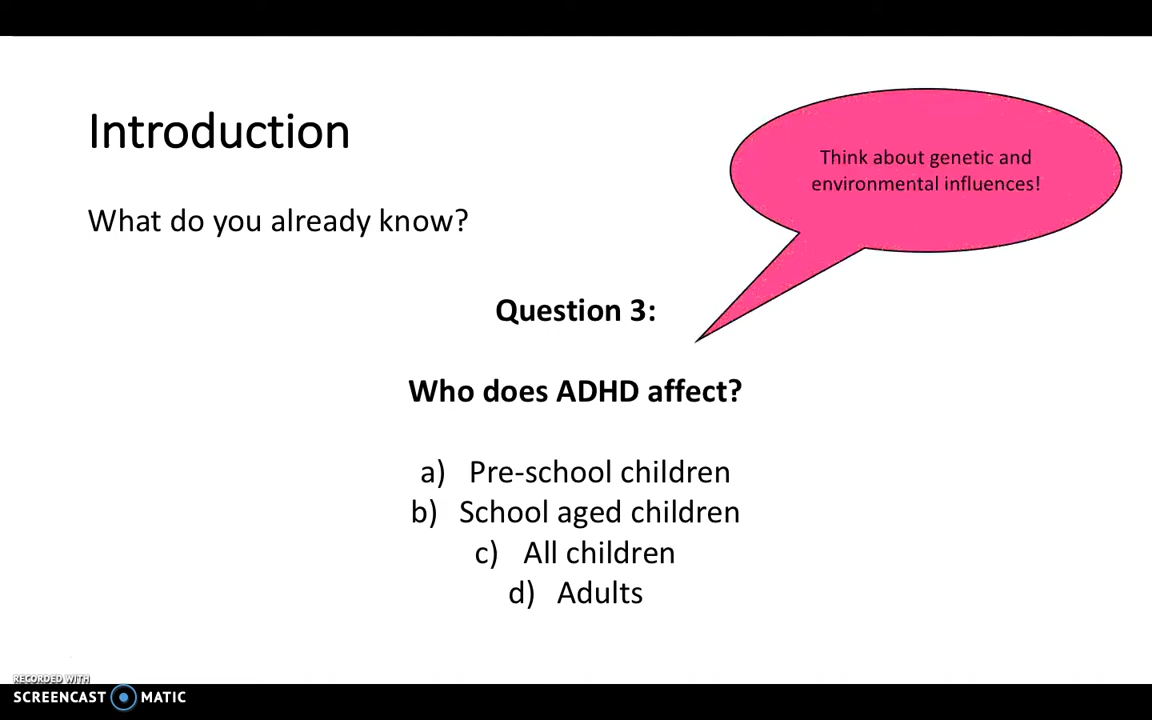 Introduction
Think about genetic and
environmental influences!
What do you already know?
Question 3:
Who does ADHD affect?
a) Pre-school children
b) School aged children
c) All children
d) Adults
RECORDED WITH
SCREENCAST MATIC